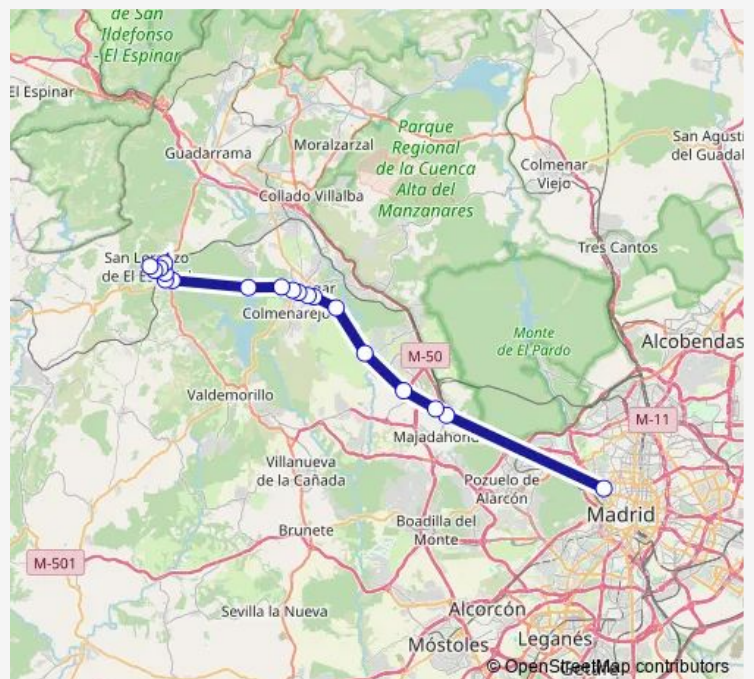 de San
Ildefonso
- El Espinar
El Espinar
Guadarrama
Moralzarzal
Parque
Regional
de la Cuenca
Alta del
Manzanares
San Agust
del Guadal
Colmenar
Viejo
Collado Villalba
Tres Cantos
San Lo
de El Es
Colmenarejo
Monte
de El Pardo
M-50
Alcobendas
Valdemorillo
M-11
Majadahond
Villanueva
de la Cañada
Pozuelo de
Alarcón
Madrid
Brunete
Boadilla del
Monte
M-501
Sevilla la Nueva
Alcorcón
Móstoles
Leganés
© OpenStreetMap contributors